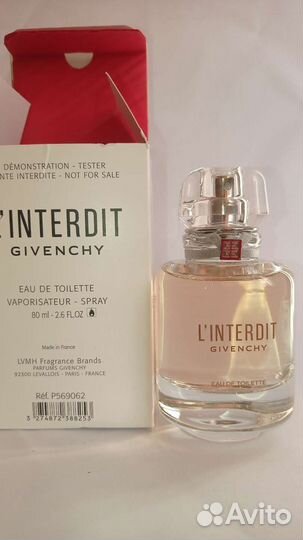 DÉMONSTRATION - TESTER
NTE INTERDITE - NOT FOR SALE
L'INTERDIT
GIVENCHY
EAU DE TOILETTE
VAPORISATEUR - SPRAY
80 ml - 2.6 FL.OZ
Made in France
LVMH Fragrance Brands
PARFUMS GIVENCHY
92300 LEVALLOIS - PARIS - FRANCE
Réf. P569062
3 274872 388253
L'INTERDIT
GIVENCHY
EAU DE TOILETTE
Avito